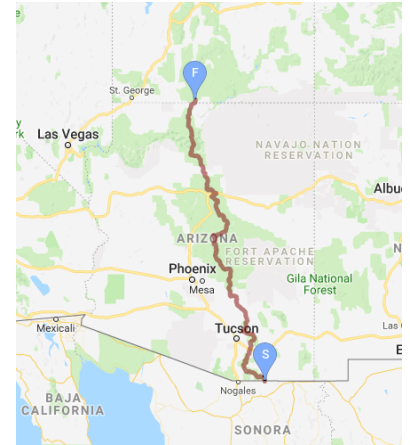 F
St. George
Las Vegas
NAVAJO NATION
RESERVATION
Albu
ARIZONA
FORT APACHE
RESERVATION
Phoenix
Mesa
Gila National
Forest
Mexicali
Tucson
Las C
S
E
Nogales
BAJA
CALIFORNIA
SONORA